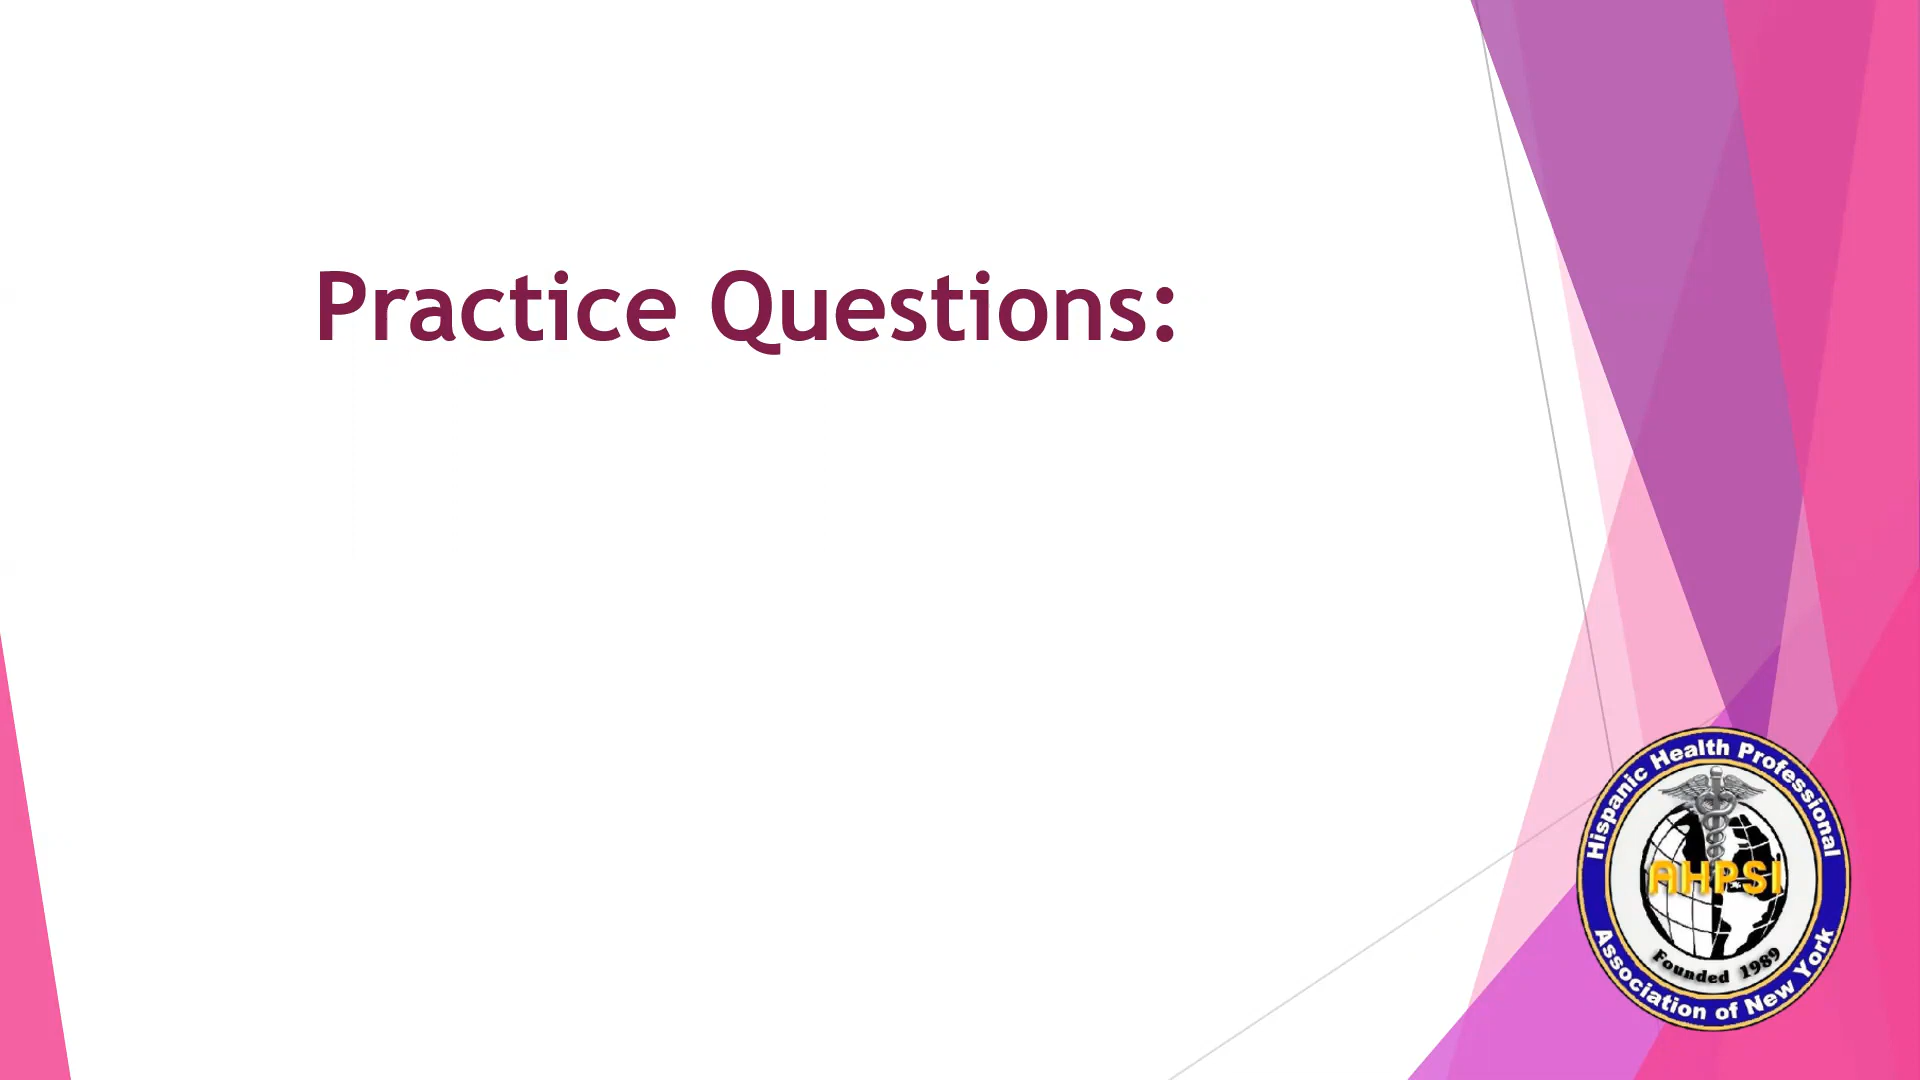 Practice Questions:
Hispanic Health Professional
AHPSI
Founded 1989
Association of New York